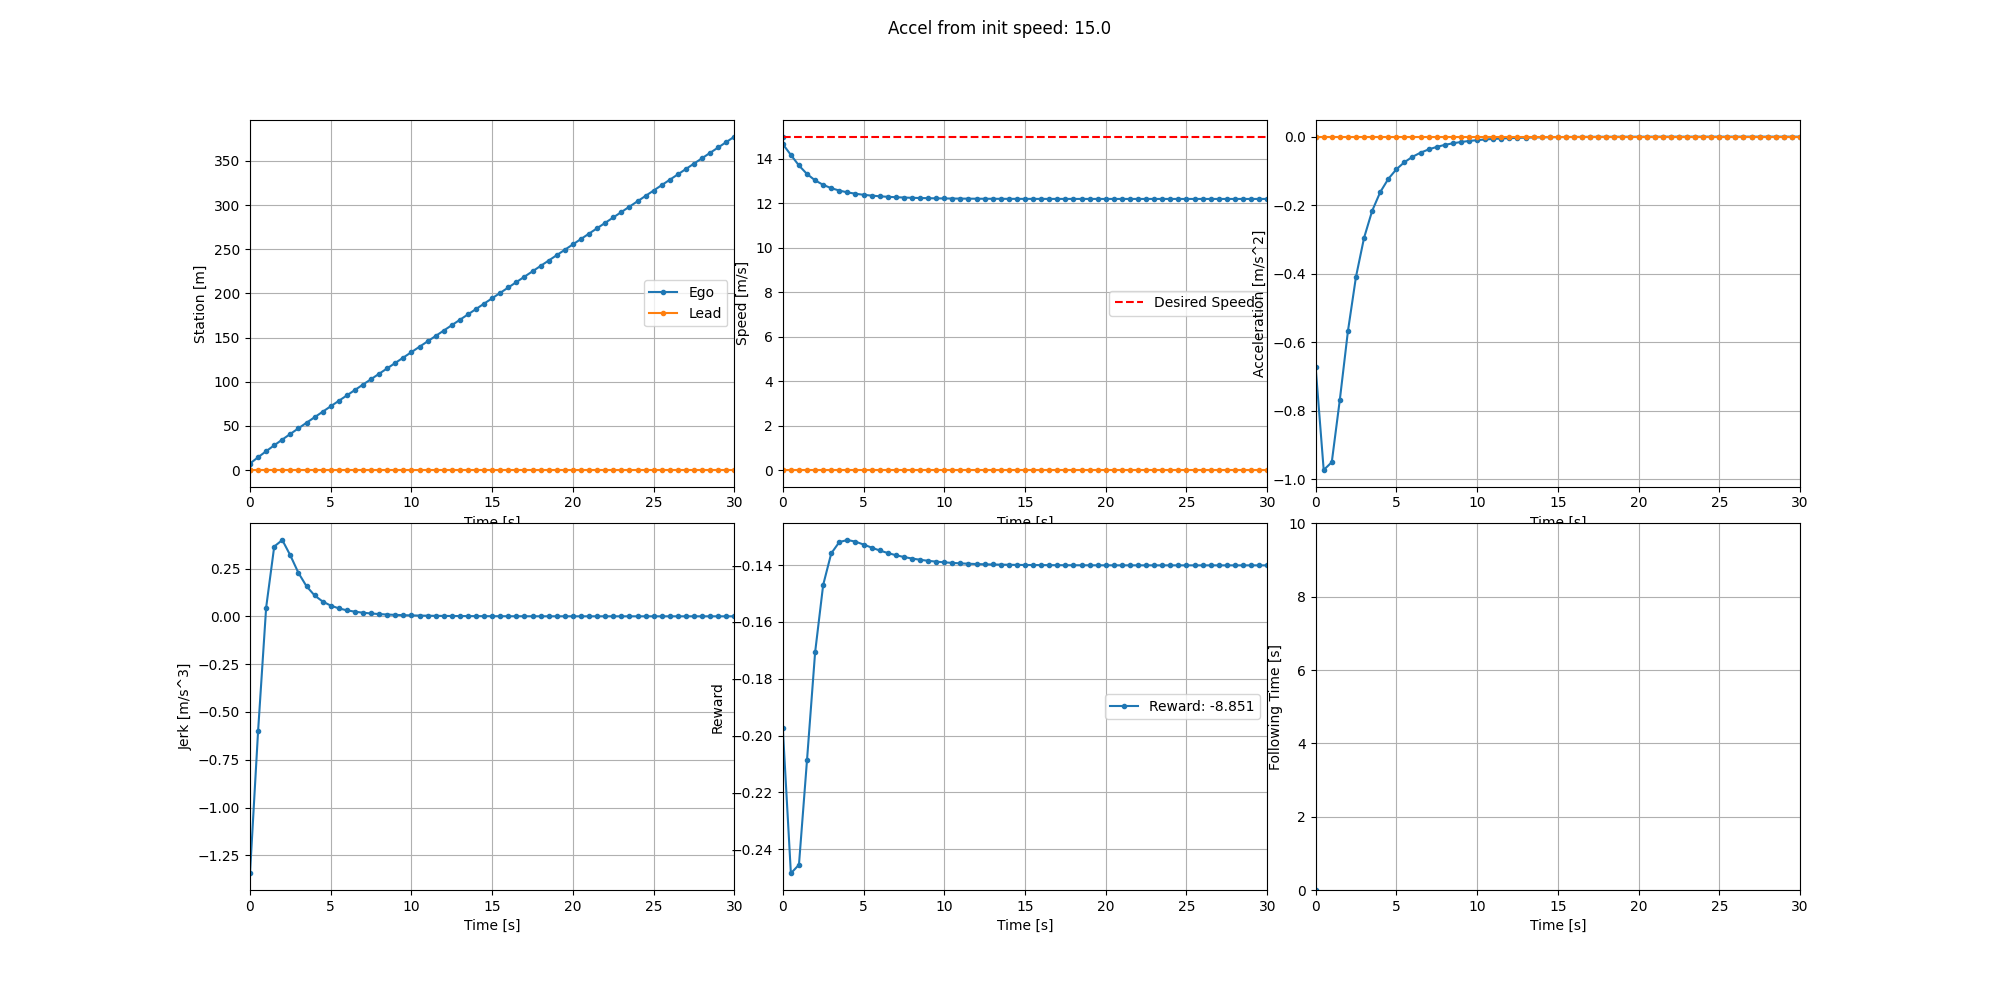 Accel from init speed: 15.0
Station [m]
350
300
250
200
150
100
50
0
0 5 10 15 20 25 30
Time [s]
Ego
Lead
Speed [m/s]
14
12
10
8
6
4
2
0
0 5 10 15 20 25 30
Time [s]
Desired Speed
Acceleration [m/s^2]
0.0
−0.2
−0.4
−0.6
−0.8
−1.0
0 5 10 15 20 25 30
Time [s]
Jerk [m/s^3]
0.25
0.00
−0.25
−0.50
−0.75
−1.00
−1.25
0 5 10 15 20 25 30
Time [s]
Reward
−0.14
−0.16
−0.18
−0.20
−0.22
−0.24
0 5 10 15 20 25 30
Time [s]
Reward: -8.851
Following Time [s]
10
8
6
4
2
0
0 5 10 15 20 25 30
Time [s]